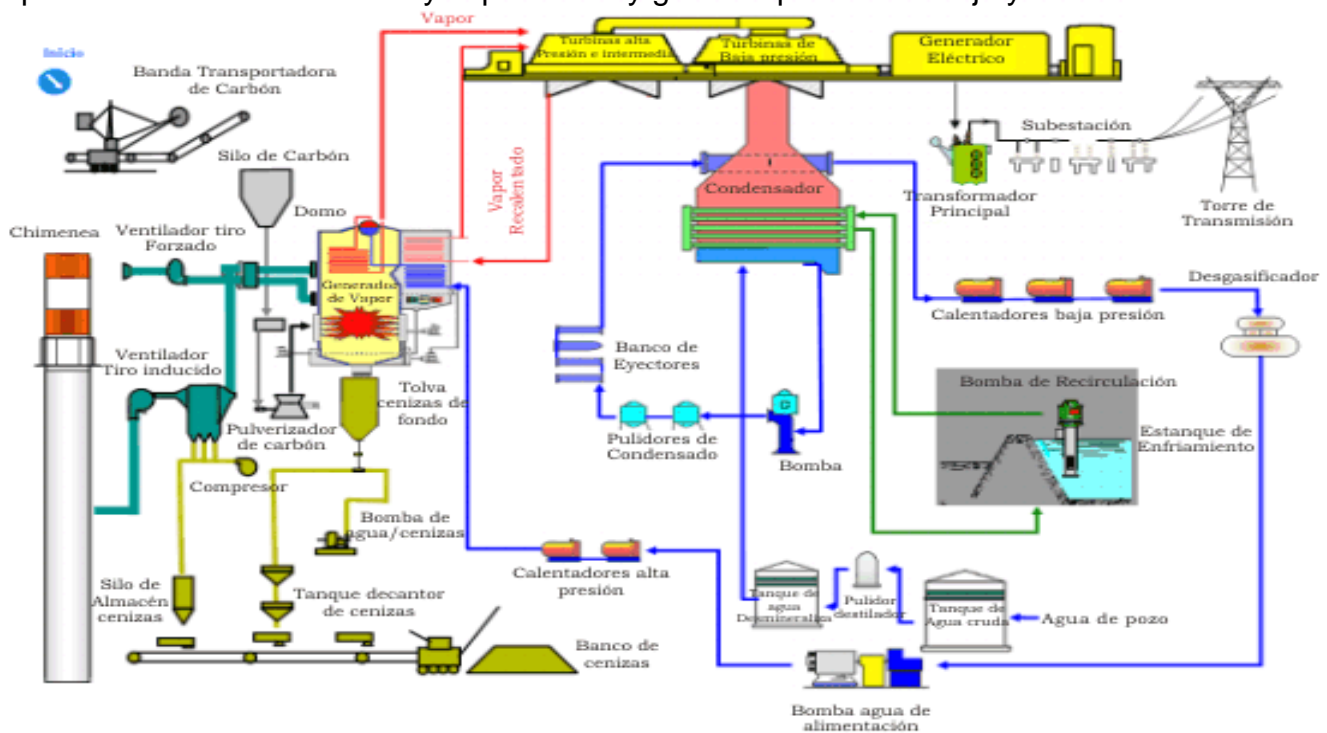 Vapor
Turbinas alta
Presión e intermedia
Turbinas de
Baja presión
Generador
Eléctrico
Inicio
Banda Transportadora
de Carbón
Silo de Carbón
Vapor
Recalentado
Condensador
Subestación
Transformador
Principal
Torre de
Transmisión
Domo
Chimenea
Ventilador tiro
Forzado
Generador
de Vapor
Desgasificador
Calentadores baja presión
Banco de
Eyectores
Ventilador
Tiro inducido
Tolva
cenizas de
fondo
Bomba de Recirculación
Pulverizador
de carbón
Pulidores de
Condensado
Bomba
Estanque de
Enfriamiento
Compresor
Bomba de
agua/cenizas
Calentadores alta
presión
Silo de
Almacén
cenizas
Tanque decantor
de cenizas
Tanque de
agua
Desmineraliza
Pulidor
destilador
Tanque de
Agua cruda
Agua de pozo
Banco de
cenizas
Bomba agua de
alimentación